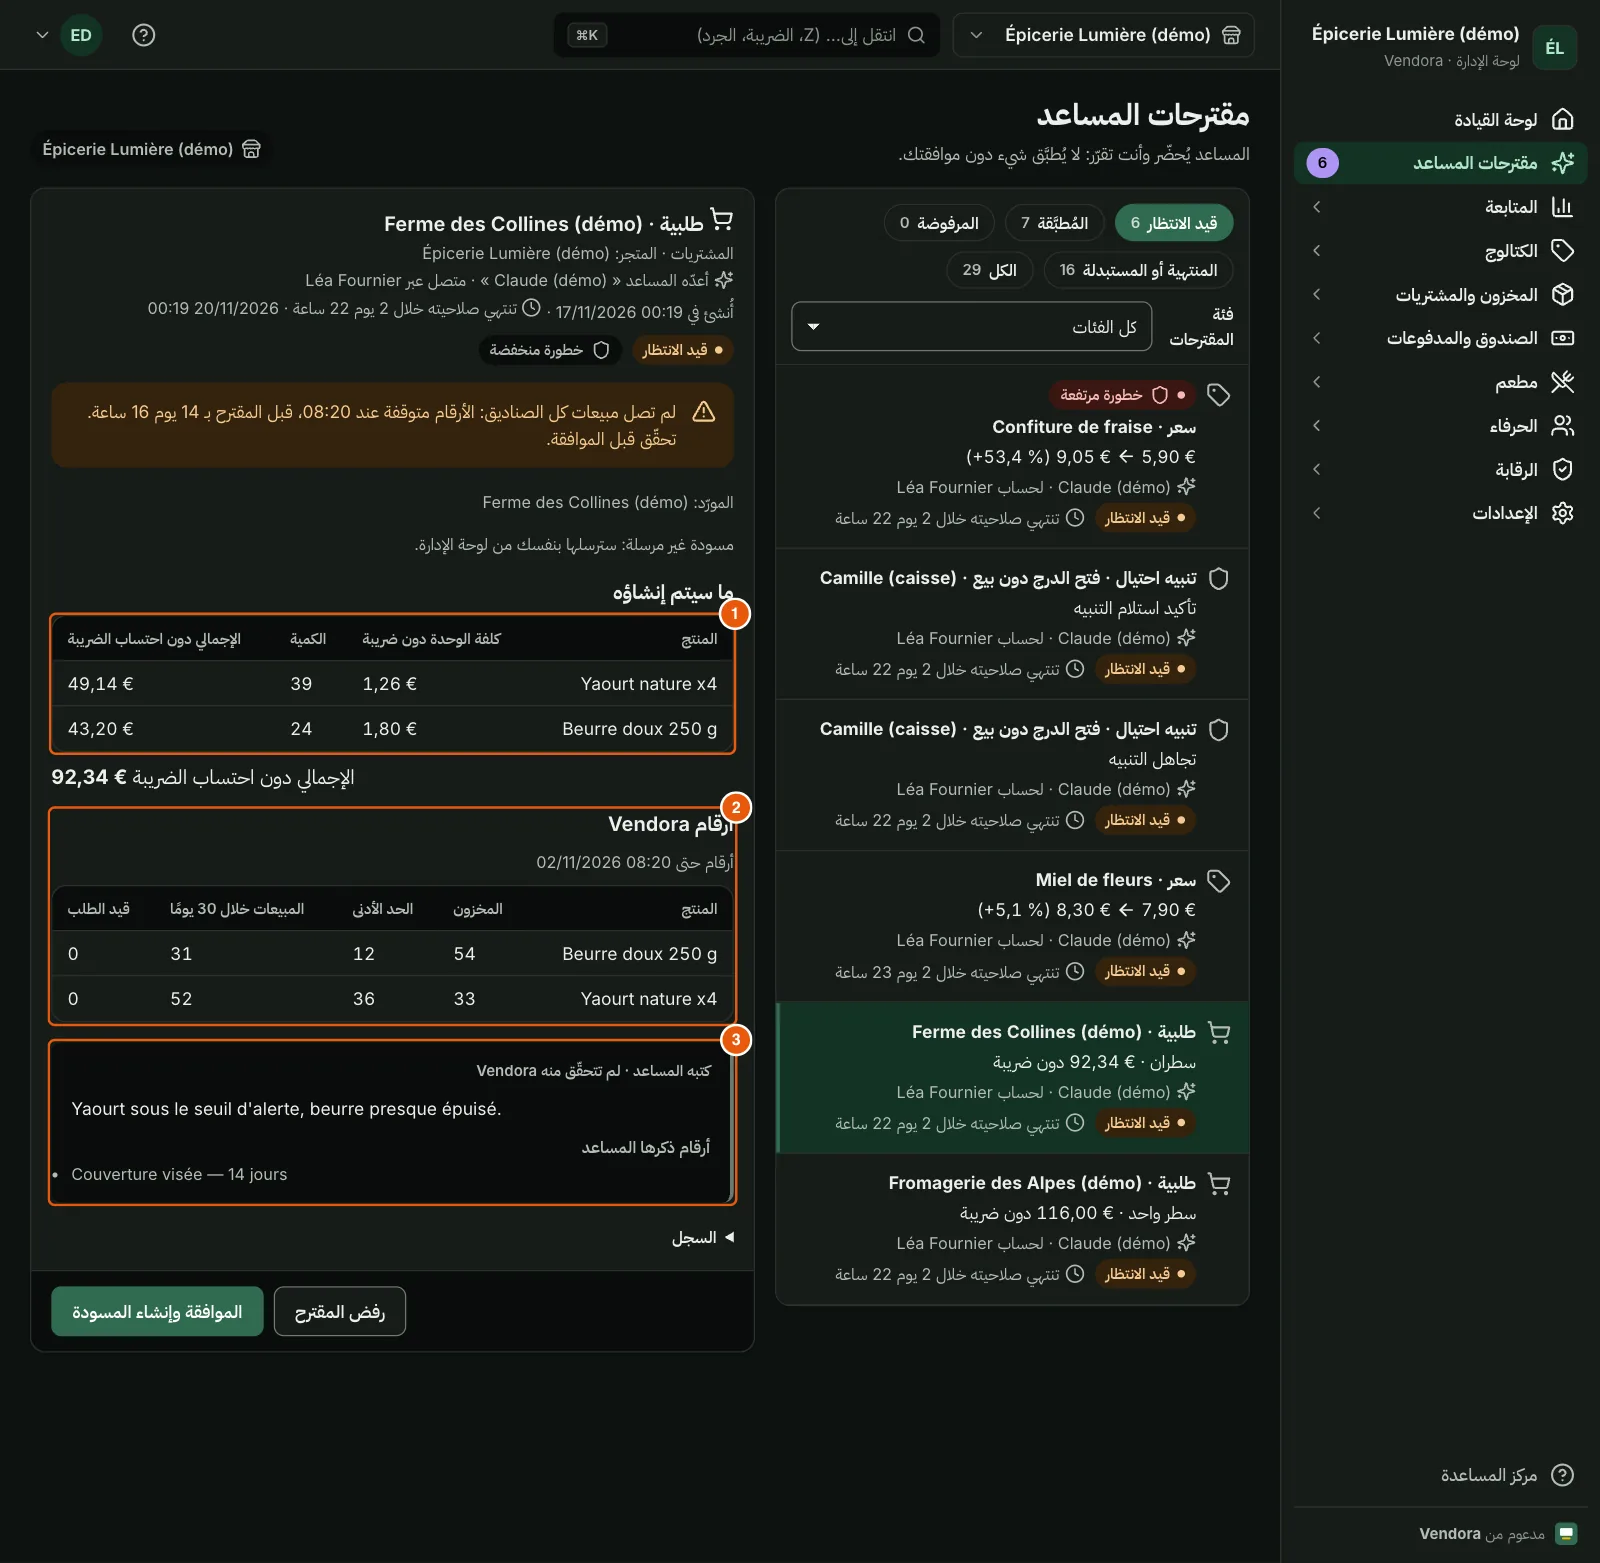 Épicerie Lumière (démo)
لوحة الإدارة · Vendora
ÉL
لوحة القيادة
مقترحات المساعد
6
المتابعة
الكتالوج
المخزون والمشتريات
الصندوق والمدفوعات
مطعم
الحرفاء
الرقابة
الإعدادات
مركز المساعدة
مدعوم من Vendora
Épicerie Lumière (démo)
انتقل إلى... (Z، الضريبة، الجرد)
⌘K
ED
مقترحات المساعد
المساعد يُحضّر وأنت تقرّر: لا يُطبَّق شيء دون موافقتك.
Épicerie Lumière (démo)
قيد الانتظار 6
المُطبَّقة 7
المرفوضة 0
المنتهية أو المستبدلة 16
الكل 29
فئة المقترحات
كل الفئات
خطورة مرتفعة
سعر · Confiture de fraise
5,90 € ← 9,05 € (+53,4 %)
Claude (démo) · لحساب Léa Fournier
قيد الانتظار
تنتهي صلاحيته خلال 2 يوم 22 ساعة
تنبيه احتيال · فتح الدرج دون بيع · Camille (caisse)
تأكيد استلام التنبيه
Claude (démo) · لحساب Léa Fournier
قيد الانتظار
تنتهي صلاحيته خلال 2 يوم 22 ساعة
تنبيه احتيال · فتح الدرج دون بيع · Camille (caisse)
تجاهل التنبيه
Claude (démo) · لحساب Léa Fournier
قيد الانتظار
تنتهي صلاحيته خلال 2 يوم 22 ساعة
سعر · Miel de fleurs
7,90 € ← 8,30 € (+5,1 %)
Claude (démo) · لحساب Léa Fournier
قيد الانتظار
تنتهي صلاحيته خلال 2 يوم 23 ساعة
طلبية · Ferme des Collines (démo)
سطران · 92,34 € دون ضريبة
Claude (démo) · لحساب Léa Fournier
قيد الانتظار
تنتهي صلاحيته خلال 2 يوم 22 ساعة
طلبية · Fromagerie des Alpes (démo)
سطر واحد · 116,00 € دون ضريبة
Claude (démo) · لحساب Léa Fournier
قيد الانتظار
تنتهي صلاحيته خلال 2 يوم 22 ساعة
طلبية · Ferme des Collines (démo)
المشتريات · المتجر: Épicerie Lumière (démo)
أعدّه المساعد « Claude (démo) » · متصل عبر Léa Fournier
أُنشئ في 17/11/2026 00:19 · تنتهي صلاحيته خلال 2 يوم 22 ساعة · 20/11/2026 00:19
قيد الانتظار
خطورة منخفضة
لم تصل مبيعات كل الصناديق: الأرقام متوقفة عند 08:20، قبل المقترح بـ 14 يوم 16 ساعة.
تحقّق قبل الموافقة.
المورّد: Ferme des Collines (démo)
مسودة غير مرسلة: سترسلها بنفسك من لوحة الإدارة.
ما سيتم إنشاؤه
1
المنتج كلفة الوحدة دون ضريبة الكمية الإجمالي دون احتساب الضريبة
Yaourt nature x4 1,26 € 39 49,14 €
Beurre doux 250 g 1,80 € 24 43,20 €
الإجمالي دون احتساب الضريبة 92,34 €
2
أرقام Vendora
أرقام حتى 02/11/2026 08:20
المنتج المخزون الحد الأدنى المبيعات خلال 30 يومًا قيد الطلب
Beurre doux 250 g 54 12 31 0
Yaourt nature x4 33 36 52 0
3
كتبه المساعد · لم تتحقّق منه Vendora
Yaourt sous le seuil d'alerte, beurre presque épuisé.
أرقام ذكرها المساعد
• Couverture visée — 14 jours
السجل
رفض المقترح
الموافقة وإنشاء المسودة